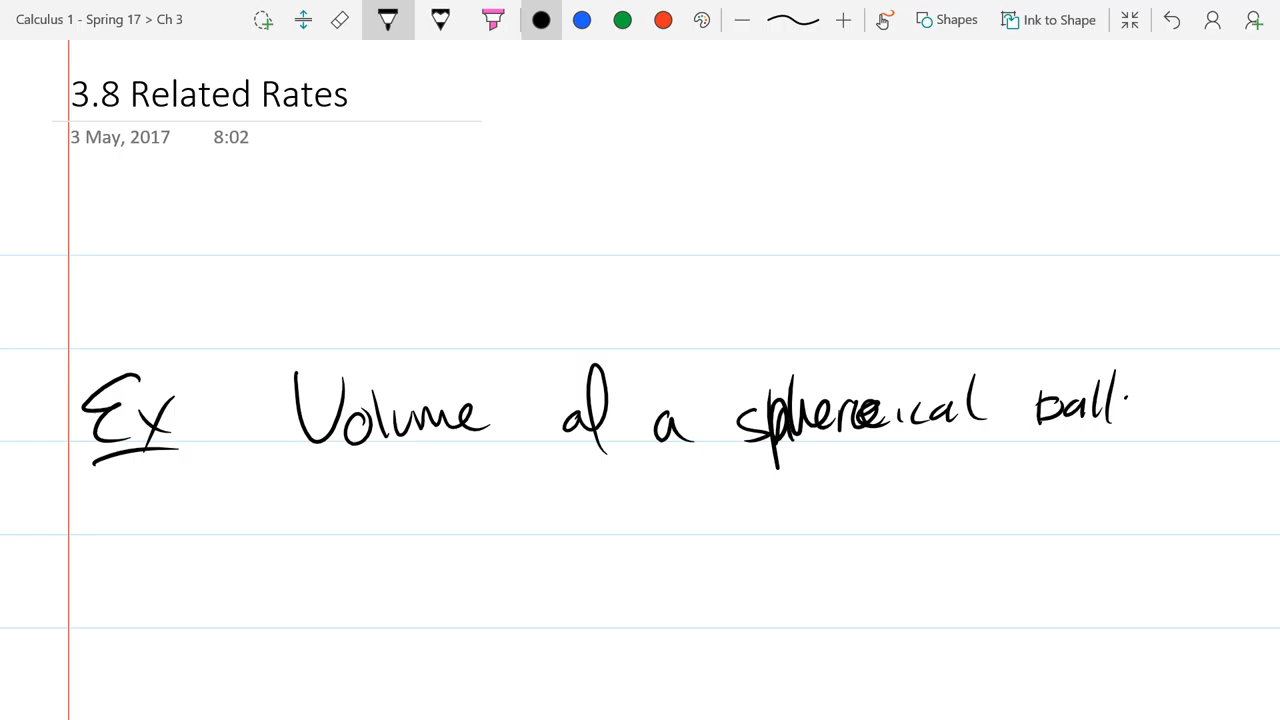 Calculus 1 - Spring 17 > Ch 3
Shapes
Ink to Shape
3.8 Related Rates
3 May, 2017 8:02
Ex Volume of a spherical ball.